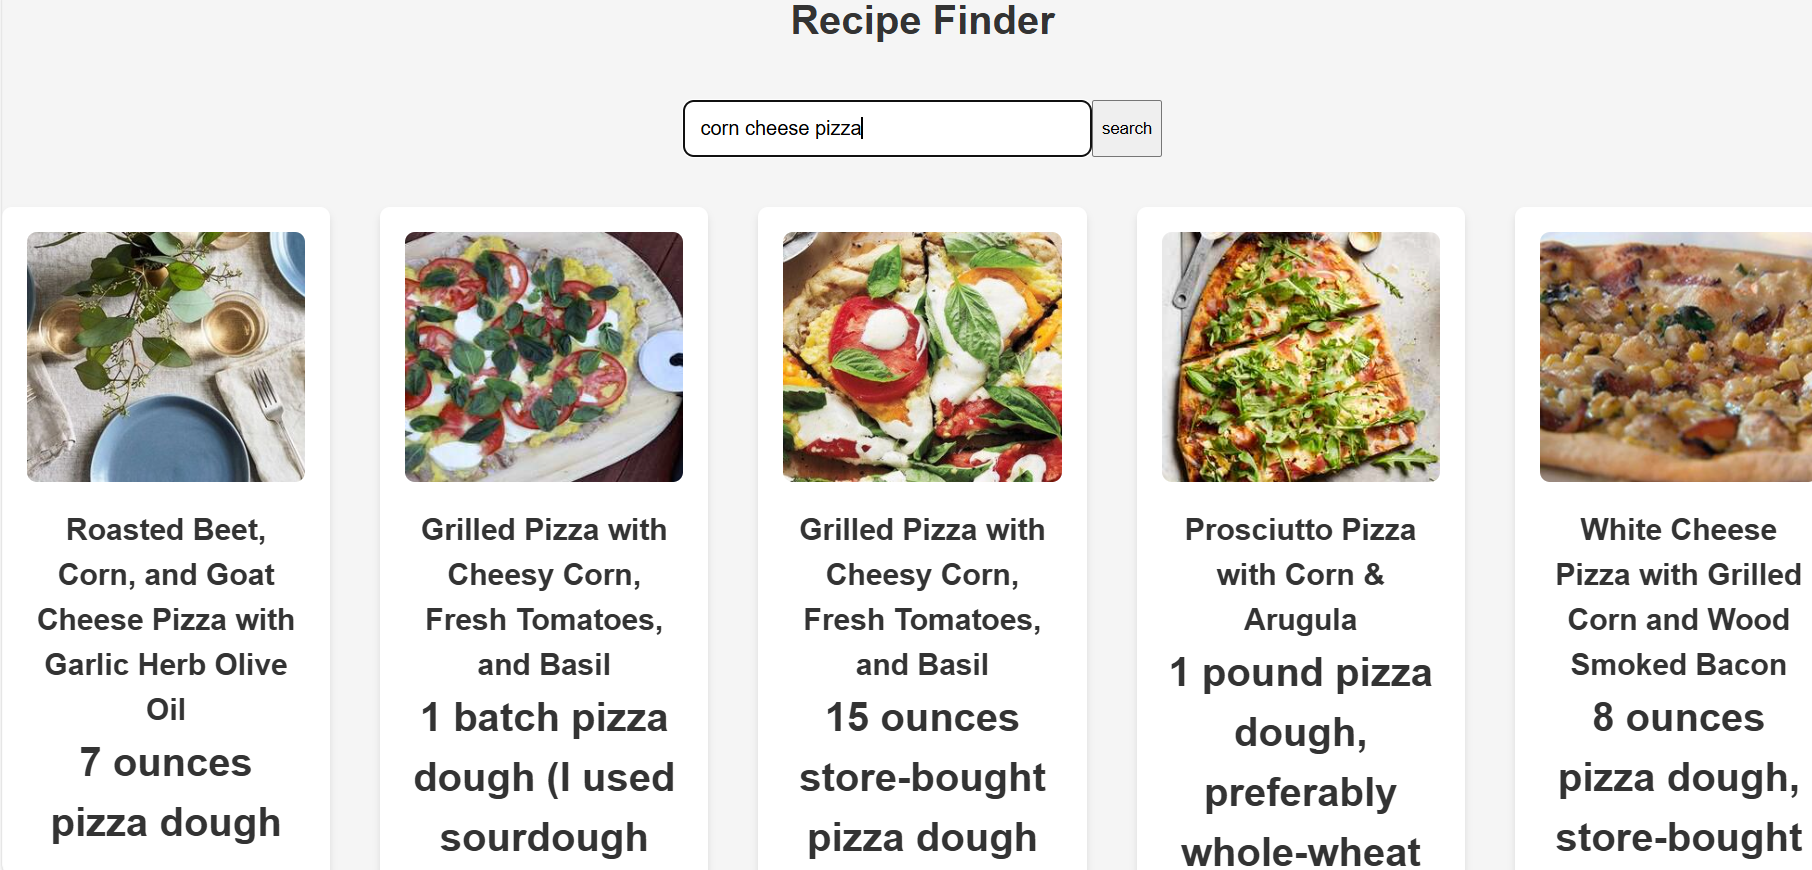 Recipe Finder
corn cheese pizza
search
Roasted Beet,
Corn, and Goat
Cheese Pizza with
Garlic Herb Olive
Oil
7 ounces
pizza dough
Grilled Pizza with
Cheesy Corn,
Fresh Tomatoes,
and Basil
1 batch pizza
dough (I used
sourdough
Grilled Pizza with
Cheesy Corn,
Fresh Tomatoes,
and Basil
15 ounces
store-bought
pizza dough
Prosciutto Pizza
with Corn &
Arugula
1 pound pizza
dough,
preferably
whole-wheat
White Cheese
Pizza with Grilled
Corn and Wood
Smoked Bacon
8 ounces
pizza dough,
store-bought